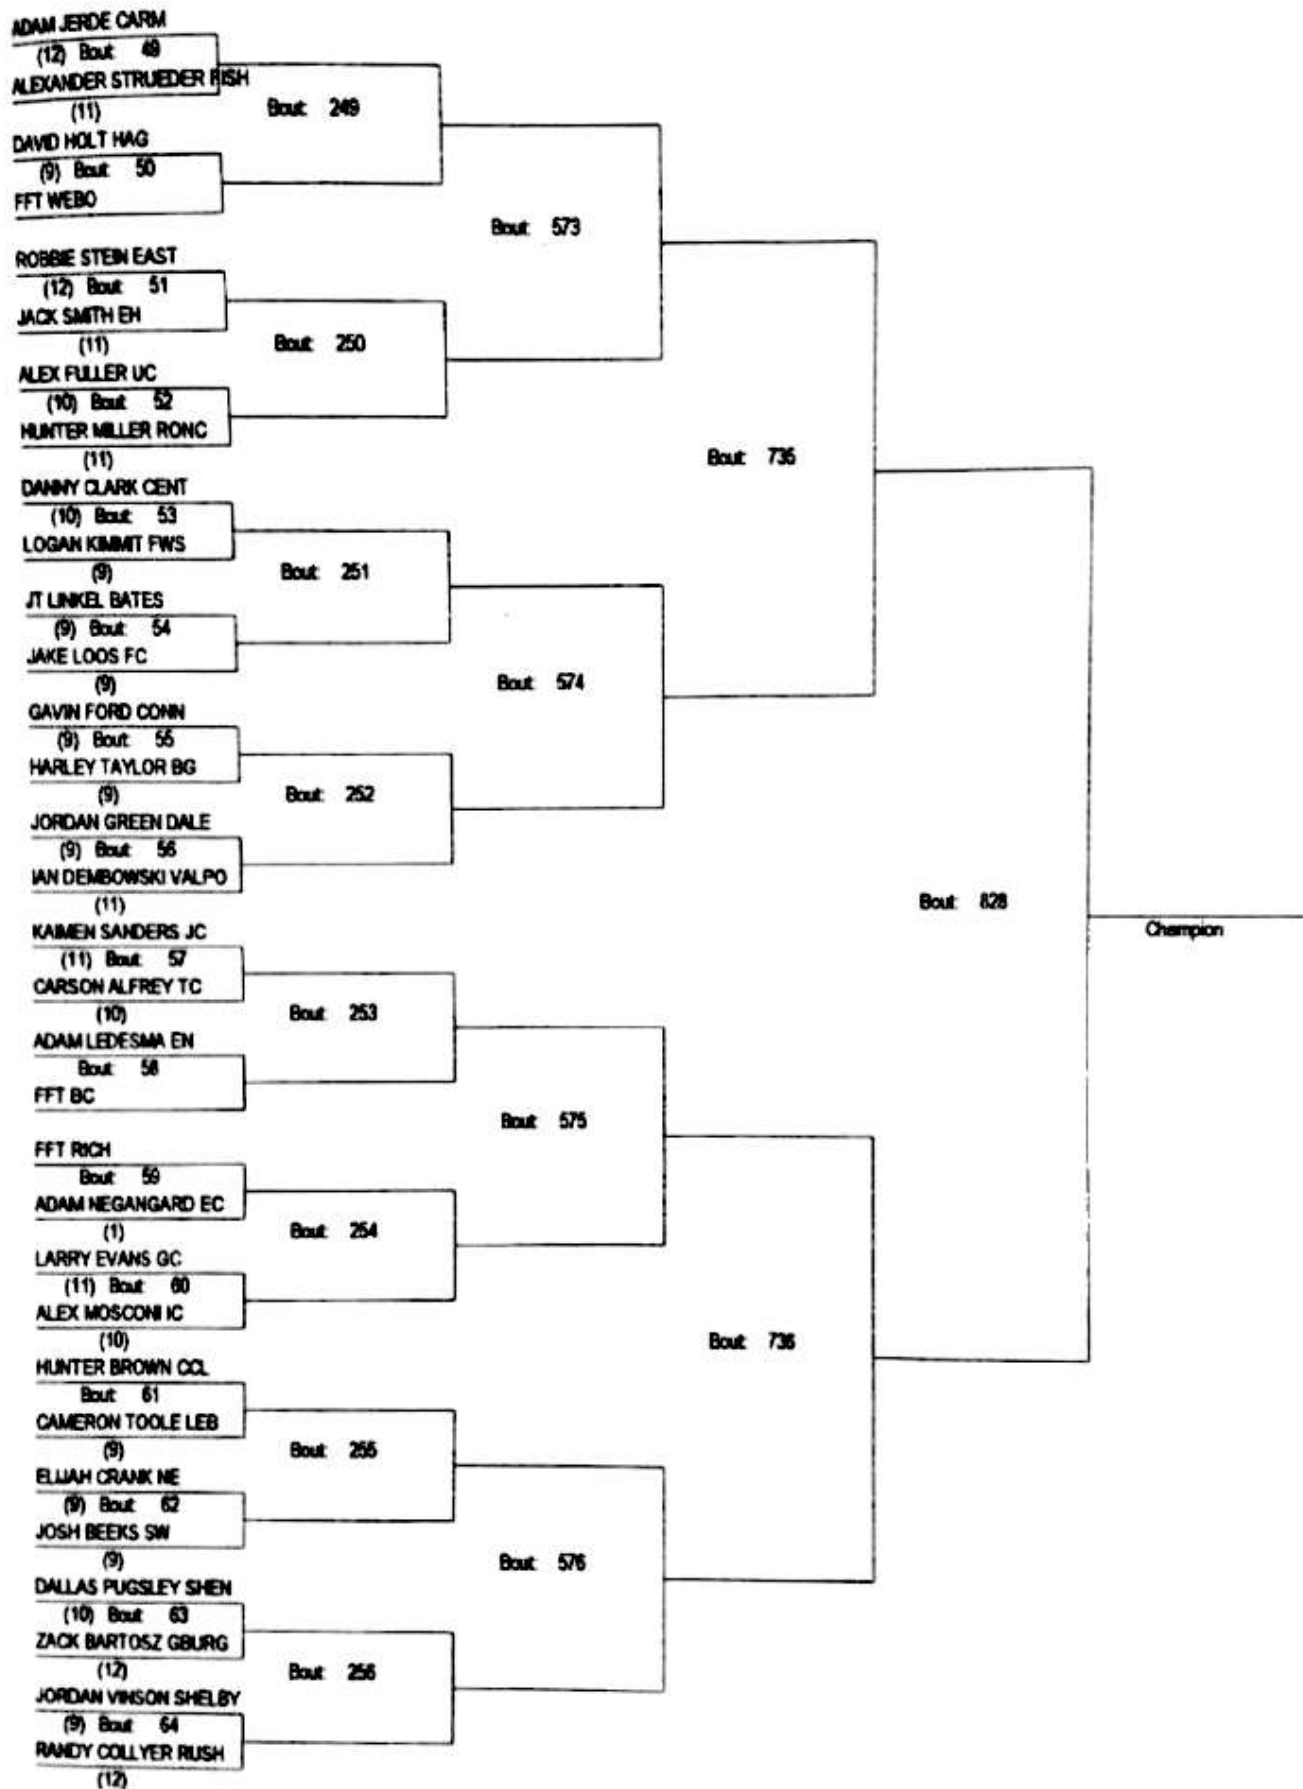 ADAM JERDE CARM
(12) Bout: 49
ALEXANDER STRUEDER FISH
(11)
Bout: 249
DAVID HOLT HAG
(9) Bout: 50
FFT WEBO
Bout: 573
ROBBIE STEIN EAST
(12) Bout: 51
JACK SMITH EH
(11)
Bout: 250
ALEX FULLER UC
(10) Bout: 52
HUNTER MILLER RONC
(11)
Bout: 735
DANNY CLARK CENT
(10) Bout: 53
LOGAN KIMMIT FWS
(9)
Bout: 251
JT LINKEL BATES
(9) Bout: 54
JAKE LOOS FC
(9)
Bout: 574
GAVIN FORD CONN
(9) Bout: 55
HARLEY TAYLOR BG
(9)
Bout: 252
JORDAN GREEN DALE
(9) Bout: 56
IAN DEMBOWSKI VALPO
(11)
Bout: 828
Champion
KAIMEN SANDERS JC
(11) Bout: 57
CARSON ALFREY TC
(10)
Bout: 253
ADAM LEDESMA EN
Bout: 58
FFT BC
Bout: 575
FFT RICH
Bout: 59
ADAM NEGANGARD EC
(1)
Bout: 254
LARRY EVANS GC
(11) Bout: 60
ALEX MOSCONI IC
(10)
Bout: 736
HUNTER BROWN CCL
Bout: 61
CAMERON TOOLE LEB
(9)
Bout: 255
ELIJAH CRANK NE
(9) Bout: 62
JOSH BEEKS SW
(9)
Bout: 576
DALLAS PUGSLEY SHEN
(10) Bout: 63
ZACK BARTOSZ GBURG
(12)
Bout: 256
JORDAN VINSON SHELBY
(9) Bout: 64
RANDY COLLYER RUSH
(12)